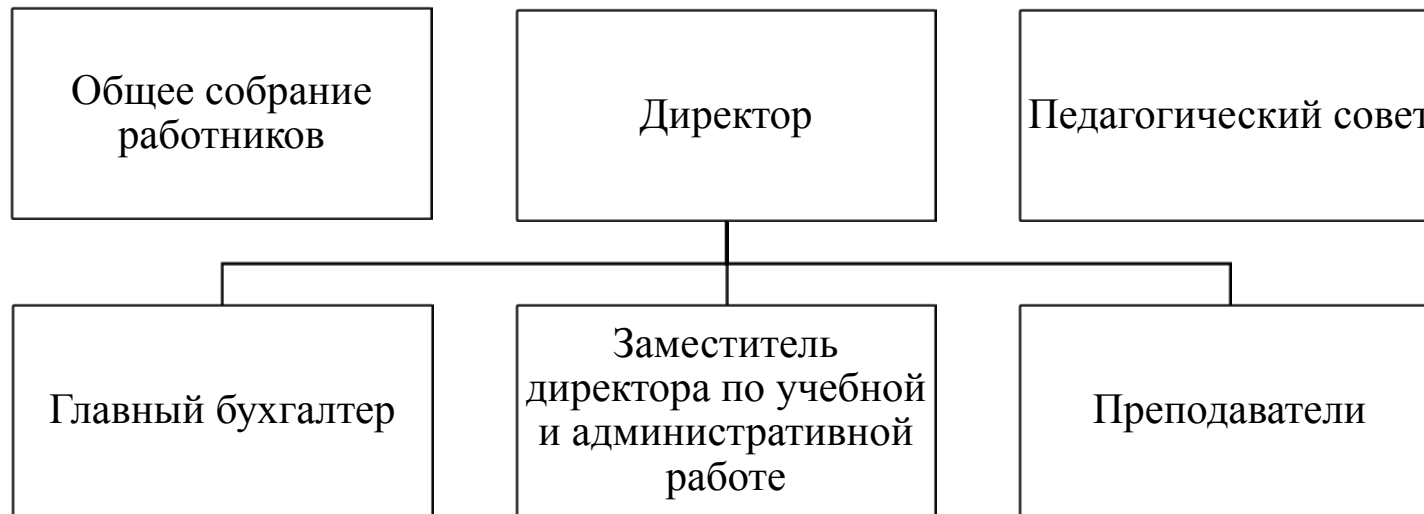 Общее собрание
работников
Директор
Педагогический совет
Главный бухгалтер
Заместитель
директора по учебной
и административной
работе
Преподаватели